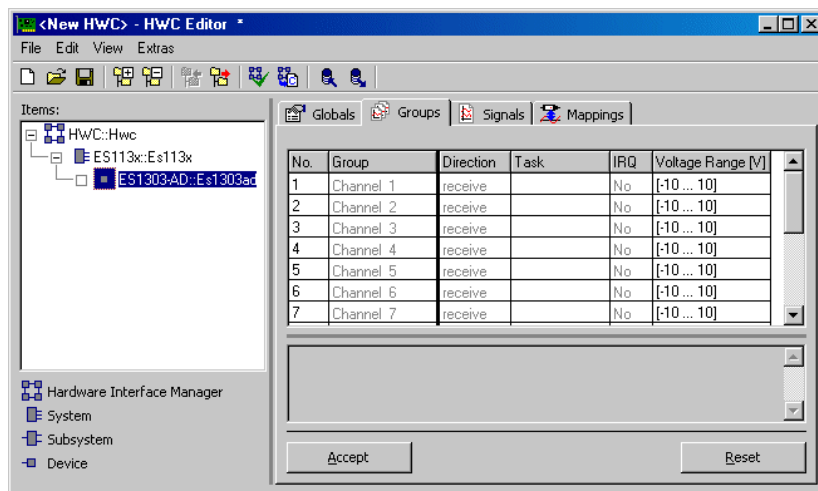 <New HWC> - HWC Editor *
File Edit View Extras
Items:
HWC::Hwc
ES113x::Es113x
ES1303-AD::Es1303ad
Hardware Interface Manager
System
Subsystem
Device
Globals Groups Signals Mappings
No. Group Direction Task IRQ Voltage Range [V]
1 Channel 1 receive No [-10 ... 10]
2 Channel 2 receive No [-10 ... 10]
3 Channel 3 receive No [-10 ... 10]
4 Channel 4 receive No [-10 ... 10]
5 Channel 5 receive No [-10 ... 10]
6 Channel 6 receive No [-10 ... 10]
7 Channel 7 receive No [-10 ... 10]
Accept Reset